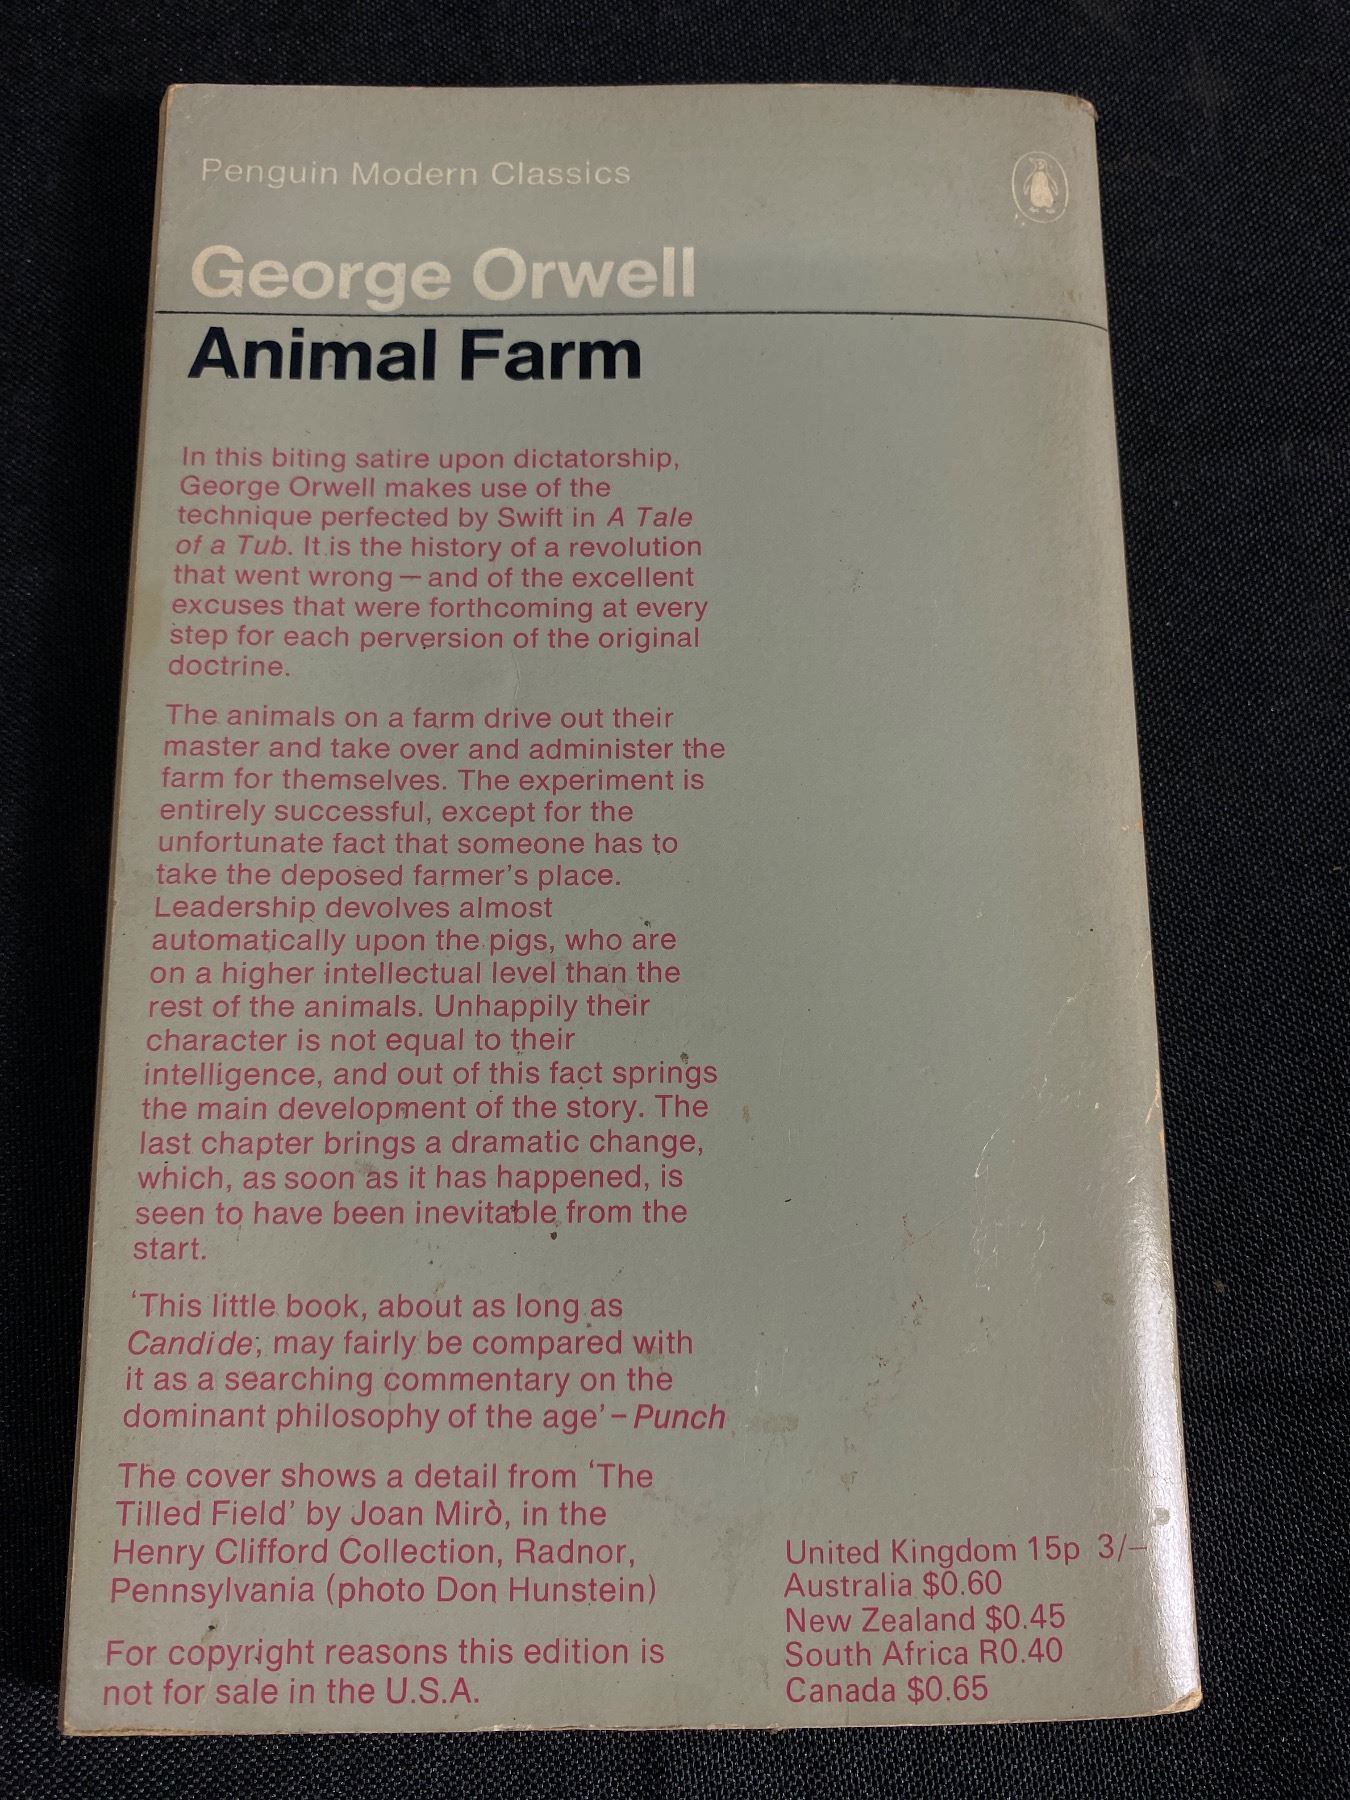 Penguin Modern Classics
George Orwell
Animal Farm
In this biting satire upon dictatorship,
George Orwell makes use of the
technique perfected by Swift in A Tale
of a Tub. It is the history of a revolution
that went wrong – and of the excellent
excuses that were forthcoming at every
step for each perversion of the original
doctrine.
The animals on a farm drive out their
master and take over and administer the
farm for themselves. The experiment is
entirely successful, except for the
unfortunate fact that someone has to
take the deposed farmer's place.
Leadership devolves almost
automatically upon the pigs, who are
on a higher intellectual level than the
rest of the animals. Unhappily their
character is not equal to their
intelligence, and out of this fact springs
the main development of the story. The
last chapter brings a dramatic change,
which, as soon as it has happened, is
seen to have been inevitable from the
start.
‘This little book, about as long as
Candide, may fairly be compared with
it as a searching commentary on the
dominant philosophy of the age’ – Punch
The cover shows a detail from ‘The
Tilled Field’ by Joan Mirò, in the
Henry Clifford Collection, Radnor,
Pennsylvania (photo Don Hunstein)
For copyright reasons this edition is
not for sale in the U.S.A.
United Kingdom 15p 3/–
Australia $0.60
New Zealand $0.45
South Africa R0.40
Canada $0.65